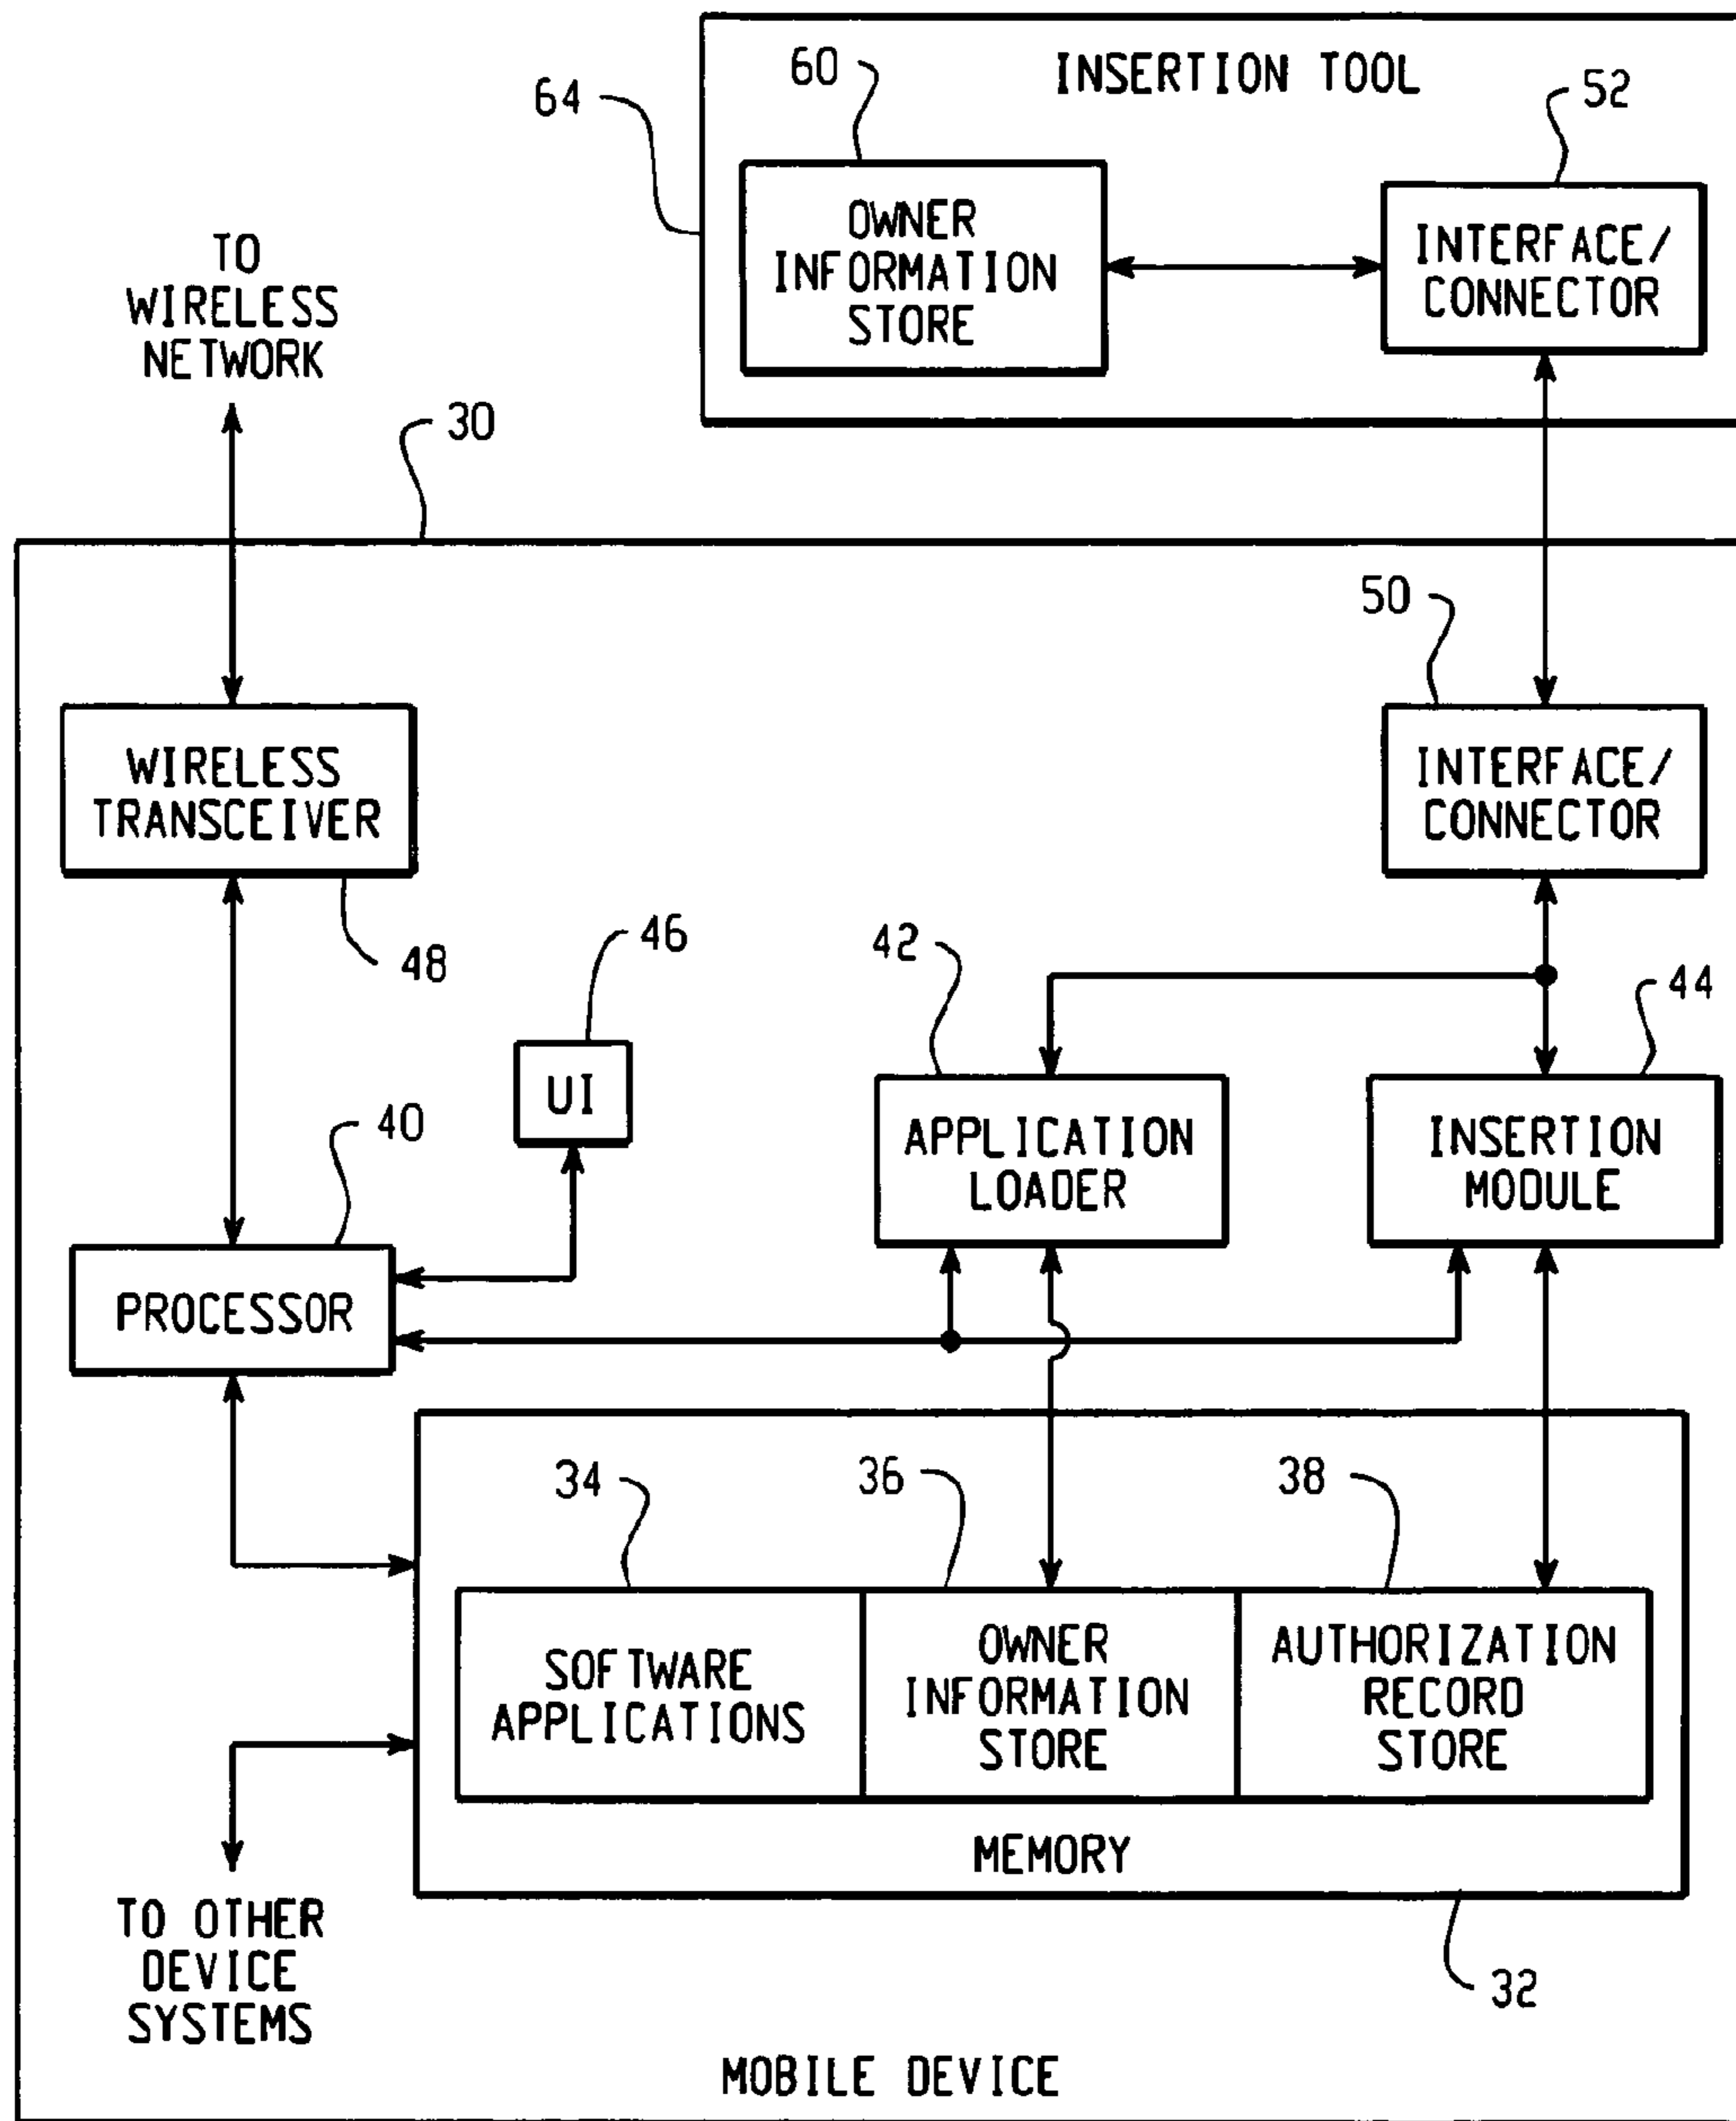 INSERTION TOOL
60
64
52
OWNER
INFORMATION
STORE
INTERFACE/
CONNECTOR
TO
WIRELESS
NETWORK
30
50
WIRELESS
TRANSCEIVER
INTERFACE/
CONNECTOR
48
46
42
44
UI
40
APPLICATION
LOADER
INSERTION
MODULE
PROCESSOR
34
36
38
SOFTWARE
APPLICATIONS
OWNER
INFORMATION
STORE
AUTHORIZATION
RECORD
STORE
MEMORY
TO OTHER
DEVICE
SYSTEMS
32
MOBILE DEVICE